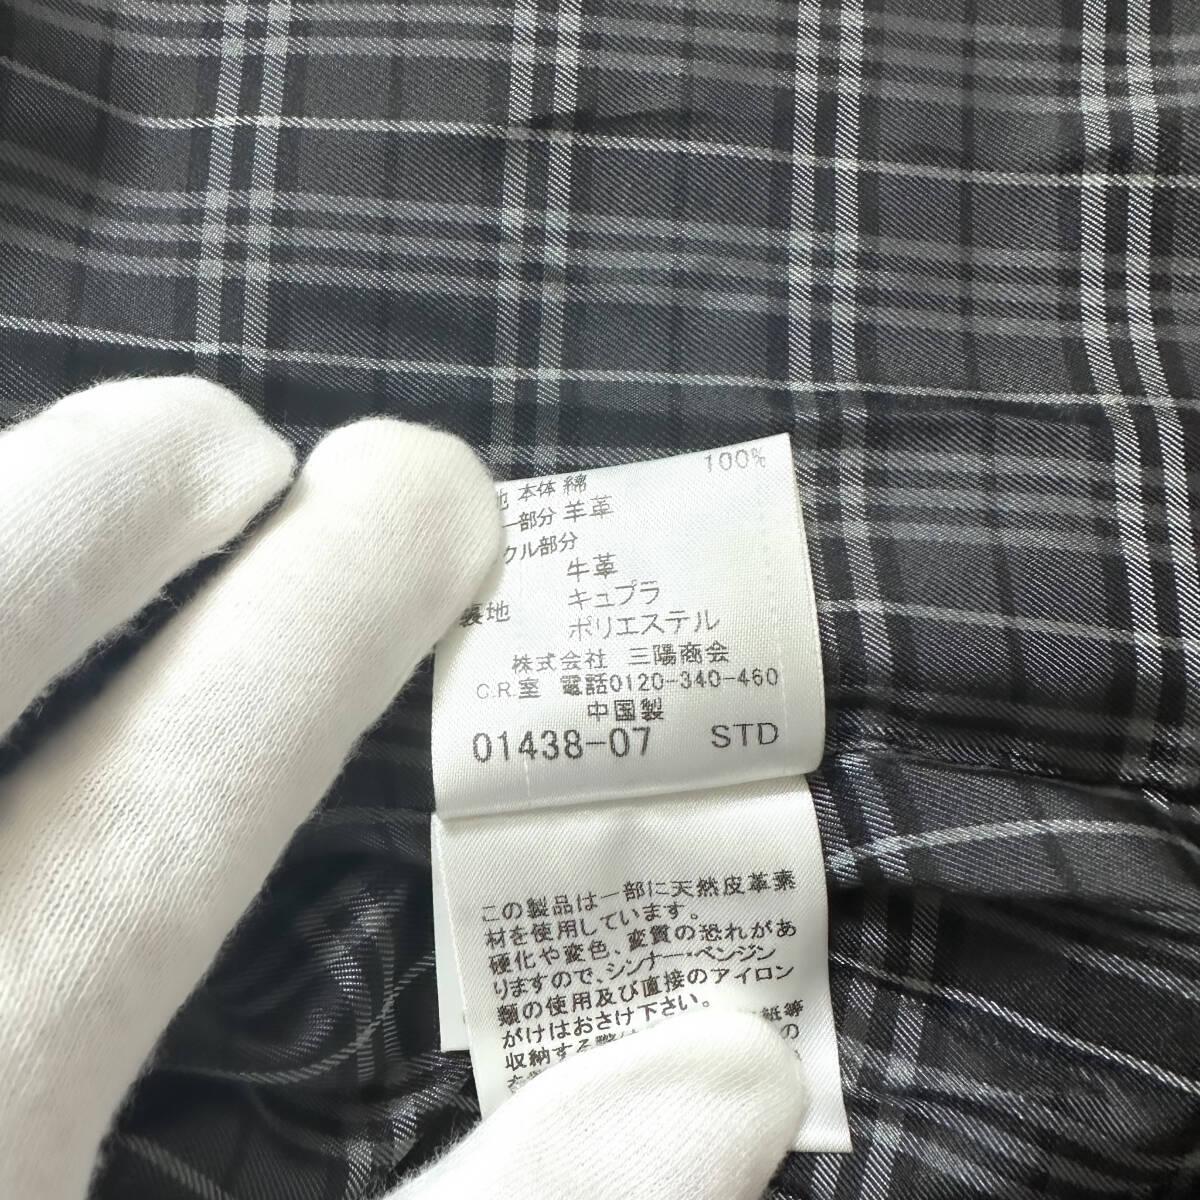 地 本体 綿 100%
部分 羊革
クル部分
牛革
裏地 キュプラ
ポリエステル
株式会社 三陽商会
C.R.室 電話0120-340-460
中国製
01438-07 STD
この製品は一部に天然皮革素
材を使用しています。
硬化や変色、変質の恐れがあ
りますので、シンナー・ベンジン
類の使用及び直接のアイロン
がけはおさけ下さい。
収納する際 紙等
の